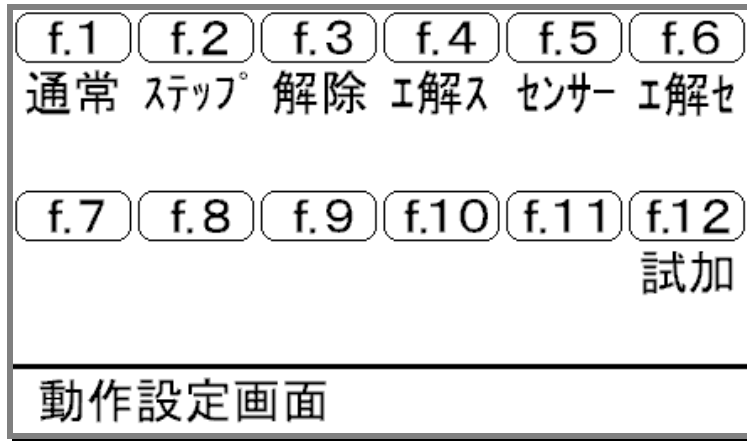 f.1 f.2 f.3 f.4 f.5 f.6
通常 ステップ 解除 エ解ス センサー エ解セ
f.7 f.8 f.9 f.10 f.11 f.12
試加
動作設定画面